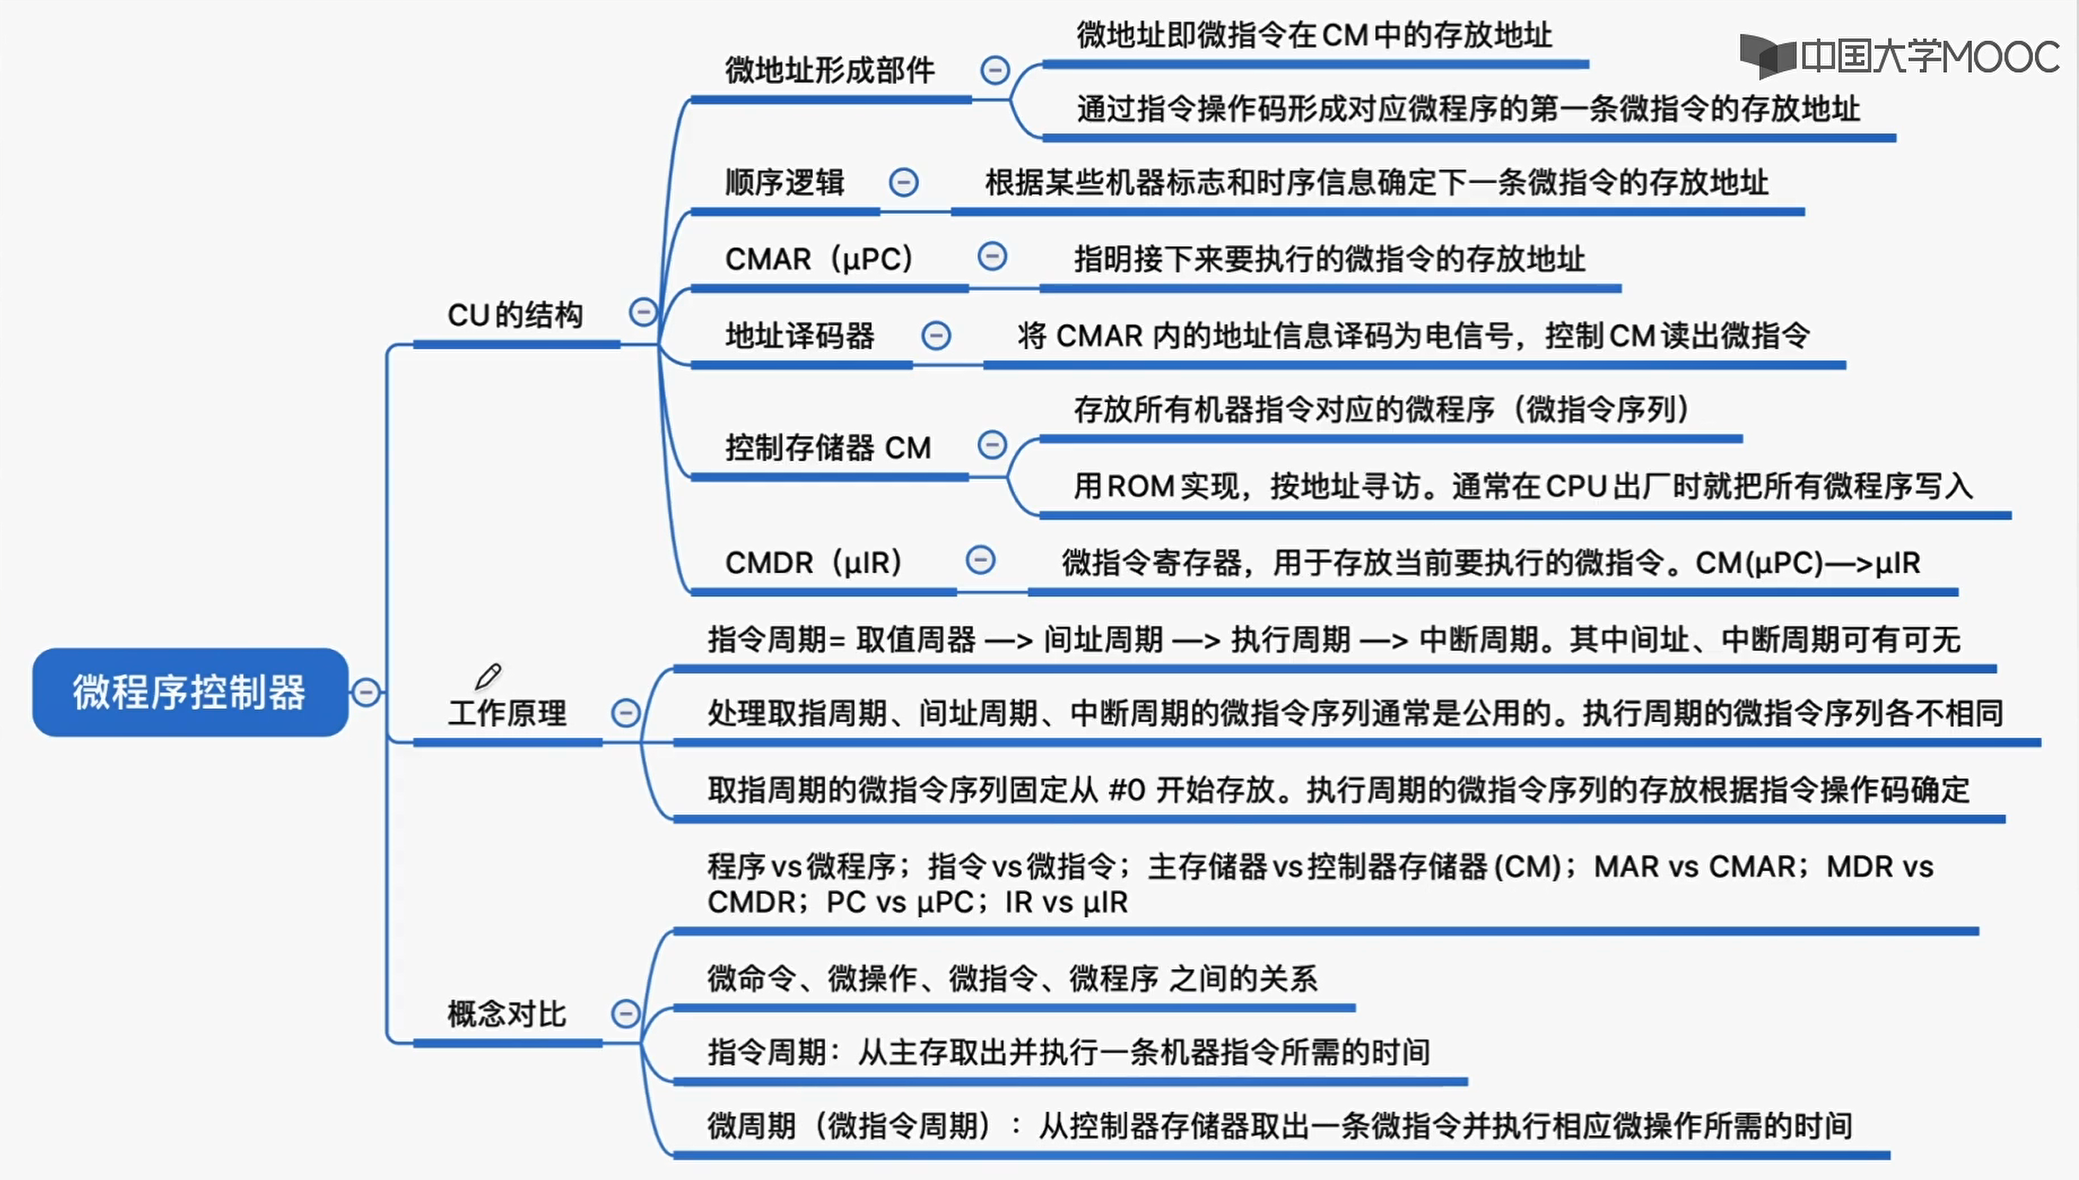 微地址即微指令在CM中的存放地址
中国大学MOOC
微地址形成部件
通过指令操作码形成对应微程序的第一条微指令的存放地址
顺序逻辑
根据某些机器标志和时序信息确定下一条微指令的存放地址
CMAR（μPC）
指明接下来要执行的微指令的存放地址
CU的结构
地址译码器
将 CMAR 内的地址信息译码为电信号，控制CM读出微指令
存放所有机器指令对应的微程序（微指令序列）
控制存储器 CM
用ROM实现，按地址寻访。通常在CPU出厂时就把所有微程序写入
CMDR（μIR）
微指令寄存器，用于存放当前要执行的微指令。CM(μPC)—>μIR
微程序控制器
指令周期= 取值周器 —> 间址周期 —> 执行周期 —> 中断周期。其中间址、中断周期可有可无
工作原理
处理取指周期、间址周期、中断周期的微指令序列通常是公用的。执行周期的微指令序列各不相同
取指周期的微指令序列固定从 #0 开始存放。执行周期的微指令序列的存放根据指令操作码确定
程序vs微程序；指令vs微指令；主存储器vs控制器存储器(CM)；MAR vs CMAR；MDR vs
CMDR；PC vs μPC；IR vs μIR
微命令、微操作、微指令、微程序 之间的关系
概念对比
指令周期：从主存取出并执行一条机器指令所需的时间
微周期（微指令周期）：从控制器存储器取出一条微指令并执行相应微操作所需的时间